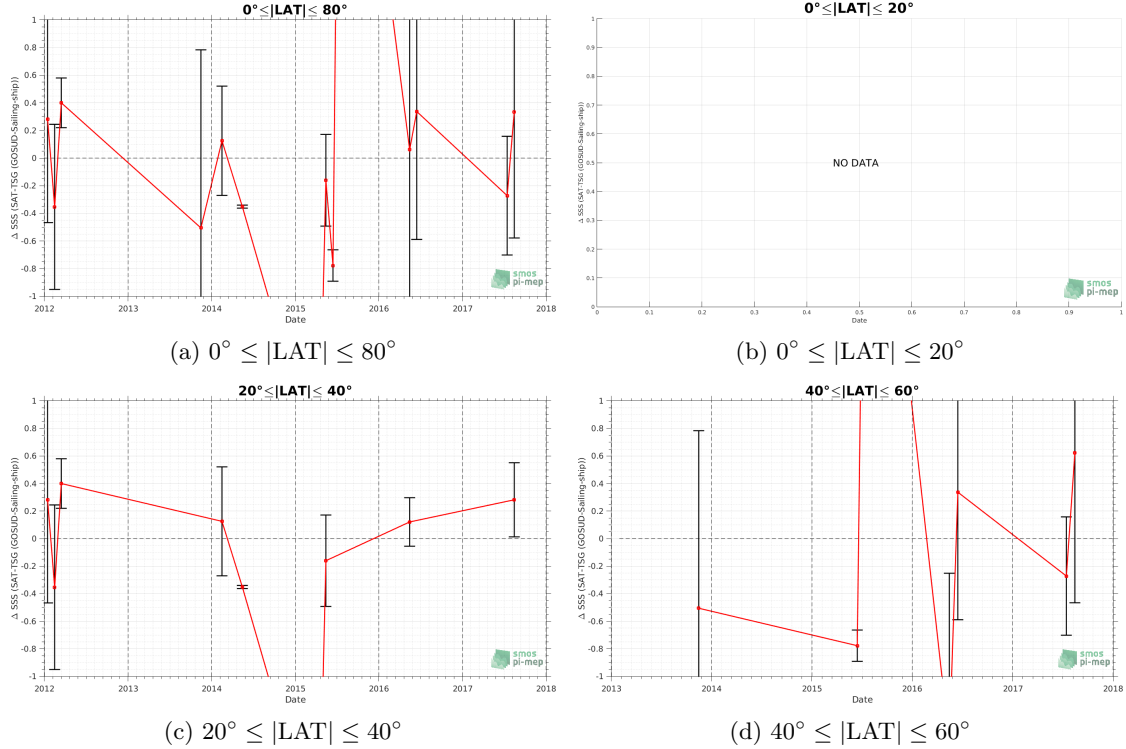 0°≤|LAT|≤ 80°
Δ SSS (SAT-TSG (GOSUD-Sailing-ship))
1
0.8
0.6
0.4
0.2
0
-0.2
-0.4
-0.6
-0.8
-1
2012 2013 2014 2015 2016 2017 2018
Date
smos
pi-mep
(a) 0° ≤ |LAT| ≤ 80°
0°≤|LAT|≤ 20°
Δ SSS (SAT-TSG (GOSUD-Sailing-ship))
1
0.9
0.8
0.7
0.6
0.5
0.4
0.3
0.2
0.1
0
NO DATA
0 0.1 0.2 0.3 0.4 0.5 0.6 0.7 0.8 0.9 1
Date
smos
pi-mep
(b) 0° ≤ |LAT| ≤ 20°
20°≤|LAT|≤ 40°
Δ SSS (SAT-TSG (GOSUD-Sailing-ship))
1
0.8
0.6
0.4
0.2
0
-0.2
-0.4
-0.6
-0.8
-1
2012 2013 2014 2015 2016 2017 2018
Date
smos
pi-mep
(c) 20° ≤ |LAT| ≤ 40°
40°≤|LAT|≤ 60°
Δ SSS (SAT-TSG (GOSUD-Sailing-ship))
1
0.8
0.6
0.4
0.2
0
-0.2
-0.4
-0.6
-0.8
-1
2013 2014 2015 2016 2017 2018
Date
smos
pi-mep
(d) 40° ≤ |LAT| ≤ 60°